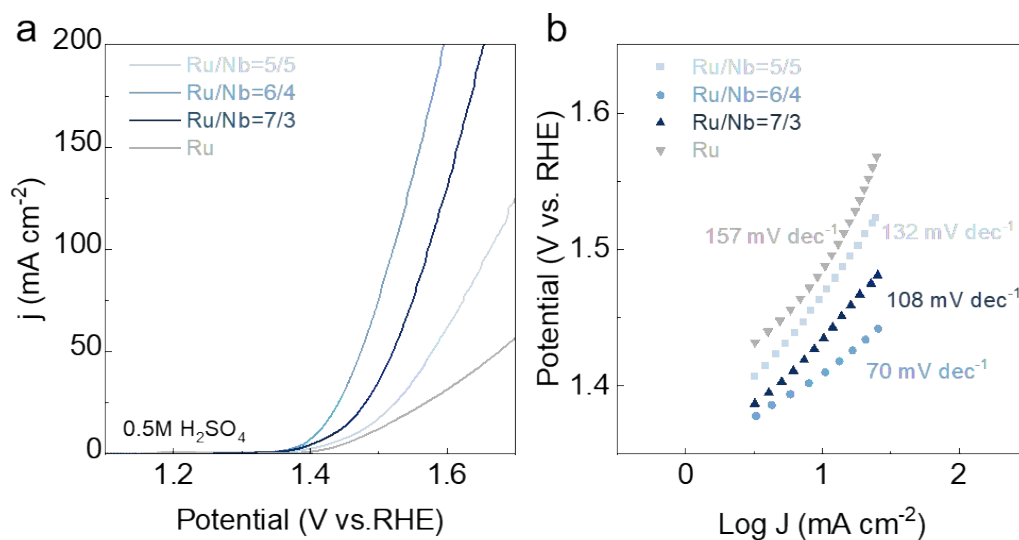 a
200
150
100
50
0
j (mA cm⁻²)
Ru/Nb=5/5
Ru/Nb=6/4
Ru/Nb=7/3
Ru
0.5M H₂SO₄
1.2 1.4 1.6
Potential (V vs.RHE)
b
1.6
1.5
1.4
Potential (V vs. RHE)
Ru/Nb=5/5
Ru/Nb=6/4
Ru/Nb=7/3
Ru
157 mV dec⁻¹
132 mV dec⁻¹
108 mV dec⁻¹
70 mV dec⁻¹
0 1 2
Log J (mA cm⁻²)